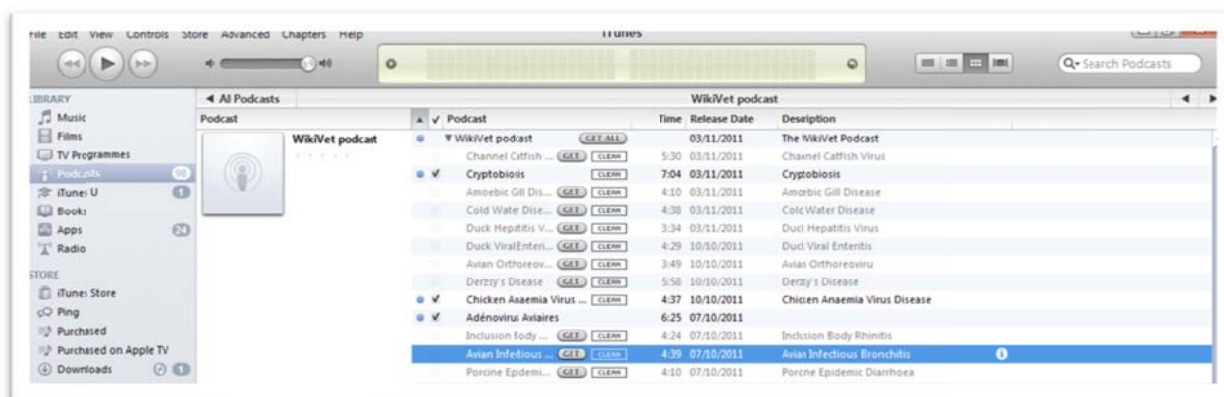 File Edit View Controls Store Advanced Chapters Help
iTunes
Search Podcasts
LIBRARY
Music
Films
TV Programmes
Podcasts 98
iTunes U 1
Books
Apps 24
Radio
STORE
iTunes Store
Ping
Purchased
Purchased on Apple TV
Downloads 1
All Podcasts WikiVet podcast
Podcast
WikiVet podcast
Podcast Time Release Date Description
WikiVet podcast GET ALL 03/11/2011 The WikiVet Podcast
Channel Catfish ... GET CLEAN 5:30 03/11/2011 Channel Catfish Virus
Cryptobiosis CLEAN 7:04 03/11/2011 Cryptobiosis
Amoebic Gill Dis... GET CLEAN 4:10 03/11/2011 Amoebic Gill Disease
Cold Water Dise... GET CLEAN 4:38 03/11/2011 Cold Water Disease
Duck Hepatitis V... GET CLEAN 3:34 03/11/2011 Duck Hepatitis Virus
Duck Viral Enteri... GET CLEAN 4:29 10/10/2011 Duck Viral Enteritis
Avian Orthoreov... GET CLEAN 3:49 10/10/2011 Avian Orthoreoviru
Derzsy's Disease GET CLEAN 5:58 10/10/2011 Derzy's Disease
Chicken Anaemia Virus ... CLEAN 4:37 10/10/2011 Chicken Anaemia Virus Disease
Adénovirus Aviaires 6:25 07/10/2011
Inclusion Body ... GET CLEAN 4:24 07/10/2011 Inclusion Body Rhinitis
Avian Infectious ... GET CLEAN 4:39 07/10/2011 Avian Infectious Bronchitis
Porcine Epidemi... GET CLEAN 4:10 07/10/2011 Porcine Epidemic Diarrhoea